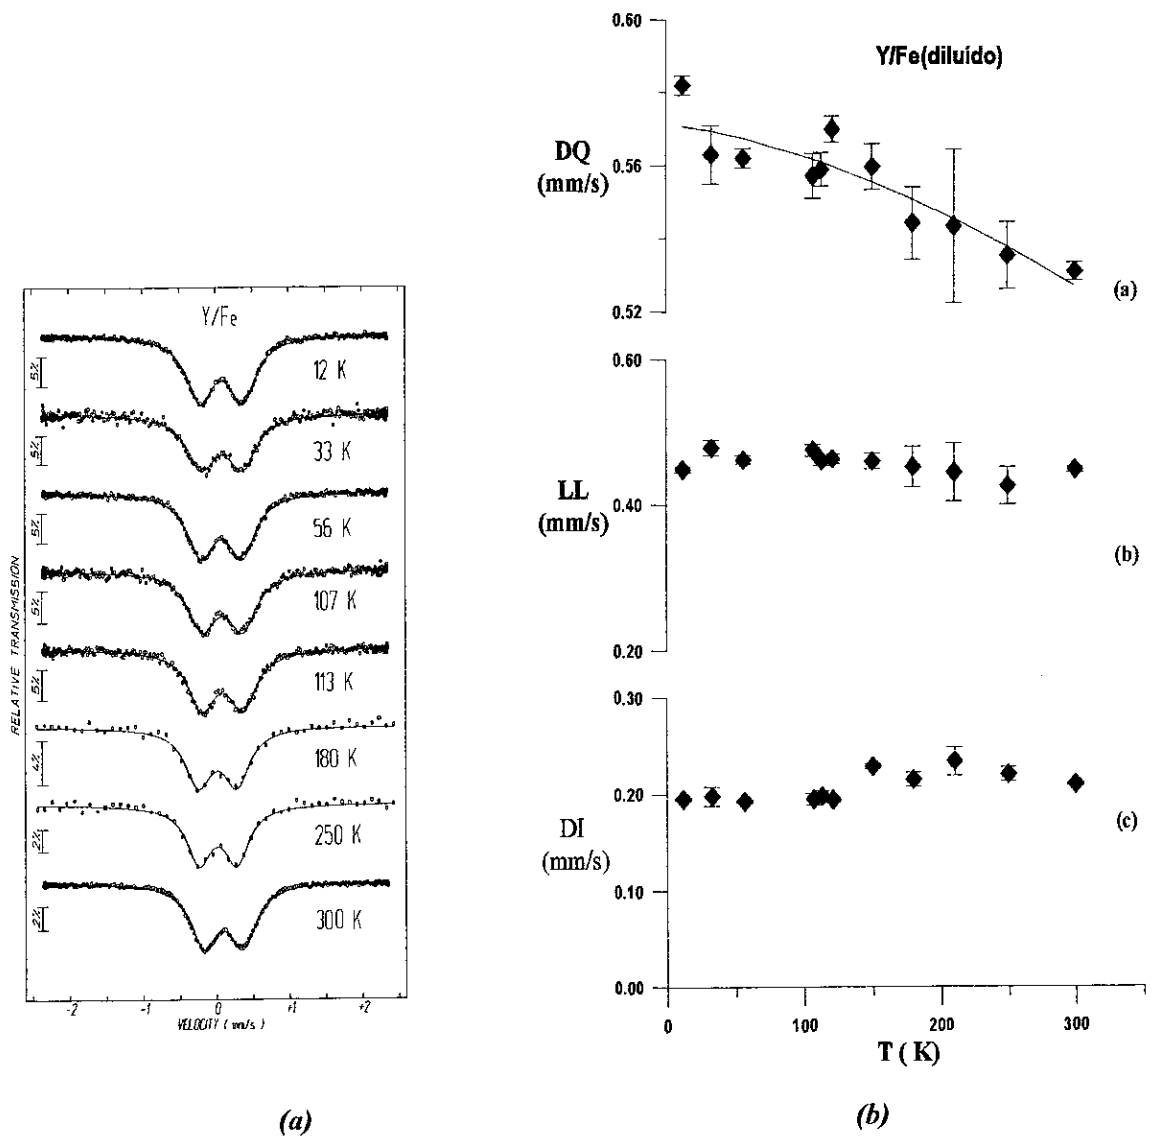 Y/Fe
12 K
5%
33 K
5%
56 K
5%
107 K
5%
113 K
5%
180 K
4%
250 K
2%
300 K
2%
RELATIVE TRANSMISSION
-2 -1 0 +1 +2
VELOCITY ( mm/s )
(a)
Y/Fe(diluído)
0.60
0.56
0.52
DQ
(mm/s)
(a)
0.60
0.40
0.20
LL
(mm/s)
(b)
0.30
0.20
0.10
0.00
DI
(mm/s)
(c)
0 100 200 300
T ( K)
(b)